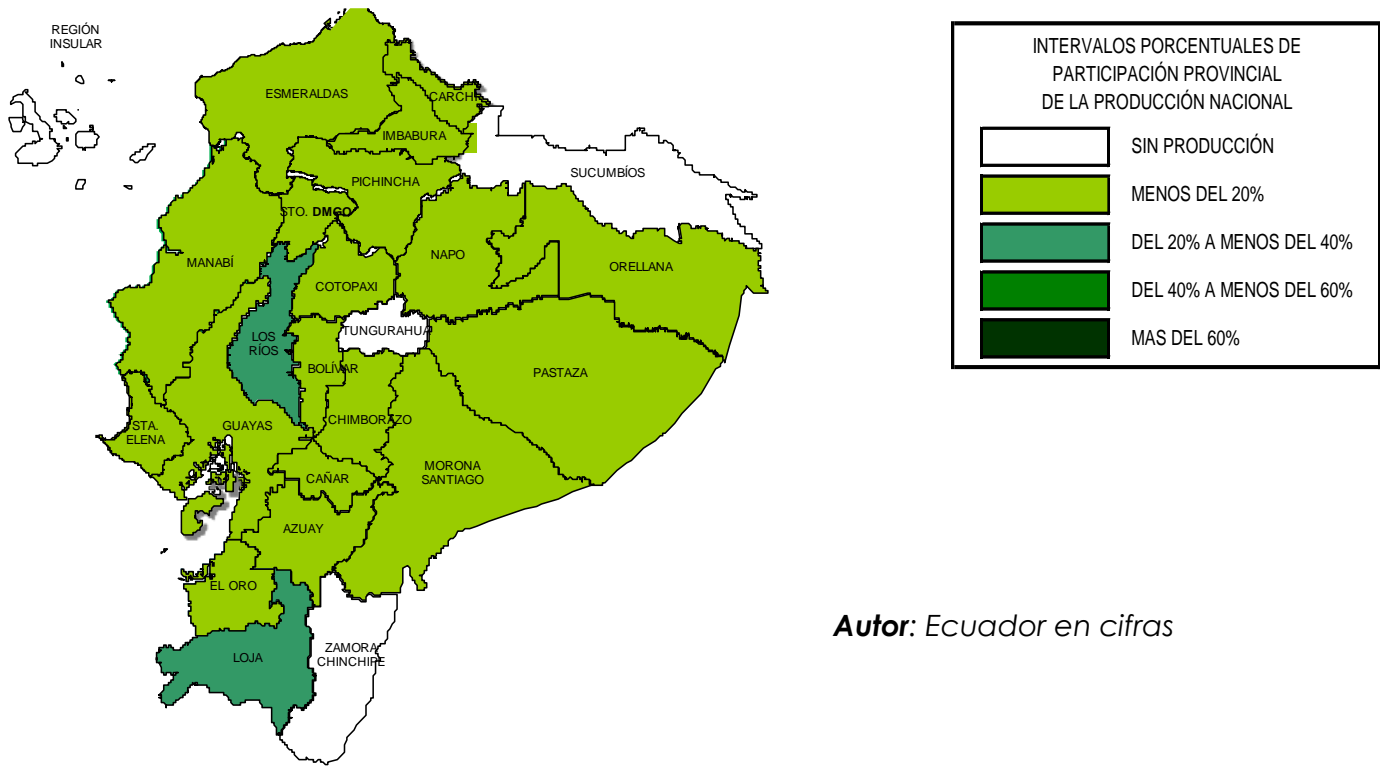 REGIÓN
INSULAR
ESMERALDAS
CARCHI
IMBABURA
SUCUMBÍOS
PICHINCHA
STO. DMGO
MANABÍ
NAPO
ORELLANA
COTOPAXI
TUNGURAHUA
LOS
RÍOS
BOLÍVAR
PASTAZA
CHIMBORAZO
STA.
ELENA
GUAYAS
MORONA
SANTIAGO
CAÑAR
AZUAY
EL ORO
LOJA
ZAMORA
CHINCHIPE
INTERVALOS PORCENTUALES DE
PARTICIPACIÓN PROVINCIAL
DE LA PRODUCCIÓN NACIONAL
SIN PRODUCCIÓN
MENOS DEL 20%
DEL 20% A MENOS DEL 40%
DEL 40% A MENOS DEL 60%
MAS DEL 60%
Autor: Ecuador en cifras